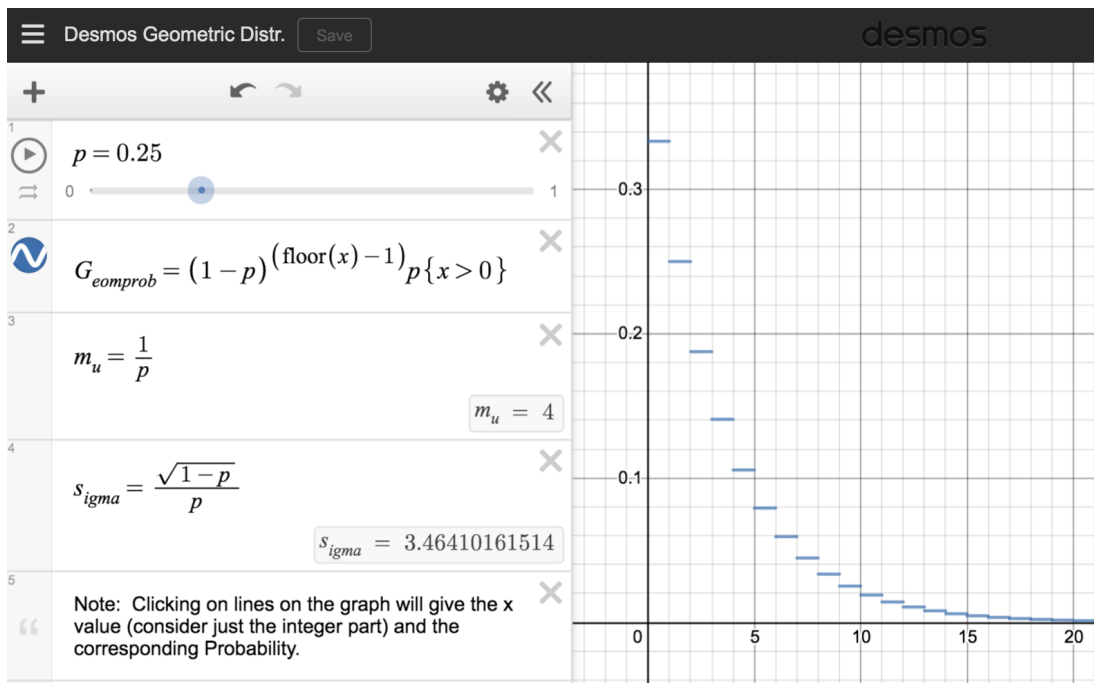 Desmos Geometric Distr. Save desmos
1
p = 0.25
0 1
2
G_eomprob = (1 − p)^(floor(x) − 1) p{x > 0}
3
m_u = 1/p
m_u = 4
4
s_igma = √(1 − p)/p
s_igma = 3.46410161514
5
Note: Clicking on lines on the graph will give the x
value (consider just the integer part) and the
corresponding Probability.
0.3
0.2
0.1
0 5 10 15 20